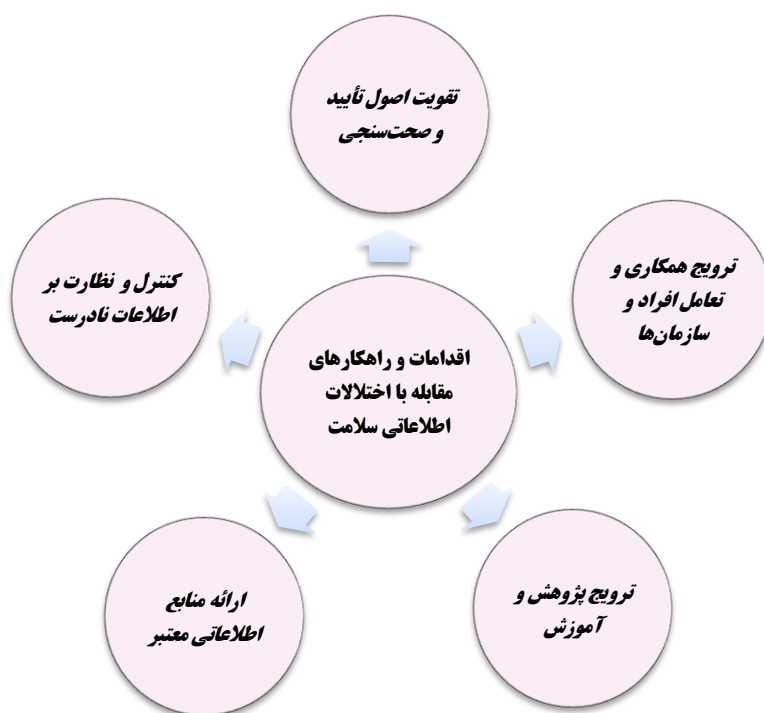 تقویت اصول تأیید
و صحت‌سنجی
ترویج همکاری و
تعامل افراد و
سازمان‌ها
ترویج پژوهش و
آموزش
ارائه منابع
اطلاعاتی معتبر
کنترل و نظارت بر
اطلاعات نادرست
اقدامات و راهکارهای
مقابله با اختلالات
اطلاعاتی سلامت